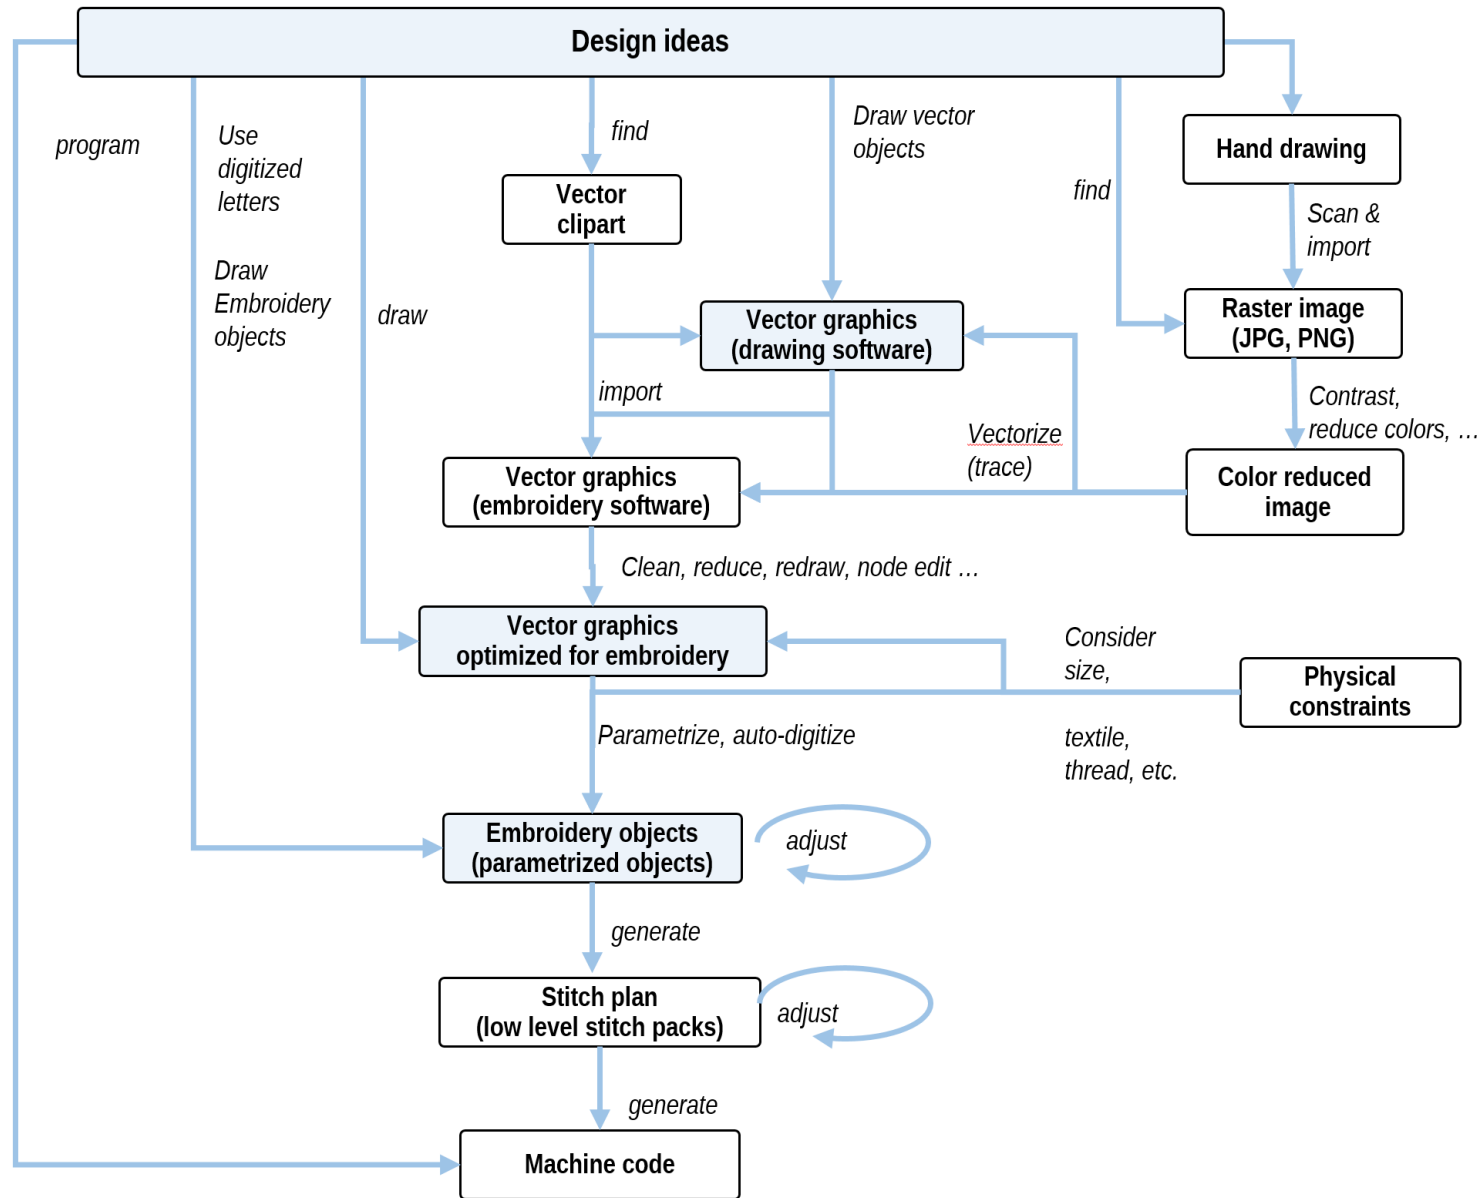 Design ideas
program
Use
digitized
letters
Draw
Embroidery
objects
draw
find
Vector
clipart
Draw vector
objects
find
Hand drawing
Scan &
import
Raster image
(JPG, PNG)
Vector graphics
(drawing software)
import
Contrast,
reduce colors, …
Vectorize
(trace)
Color reduced
image
Vector graphics
(embroidery software)
Clean, reduce, redraw, node edit …
Vector graphics
optimized for embroidery
Consider
size,
textile,
thread, etc.
Physical
constraints
Parametrize, auto-digitize
Embroidery objects
(parametrized objects)
adjust
generate
Stitch plan
(low level stitch packs)
adjust
generate
Machine code